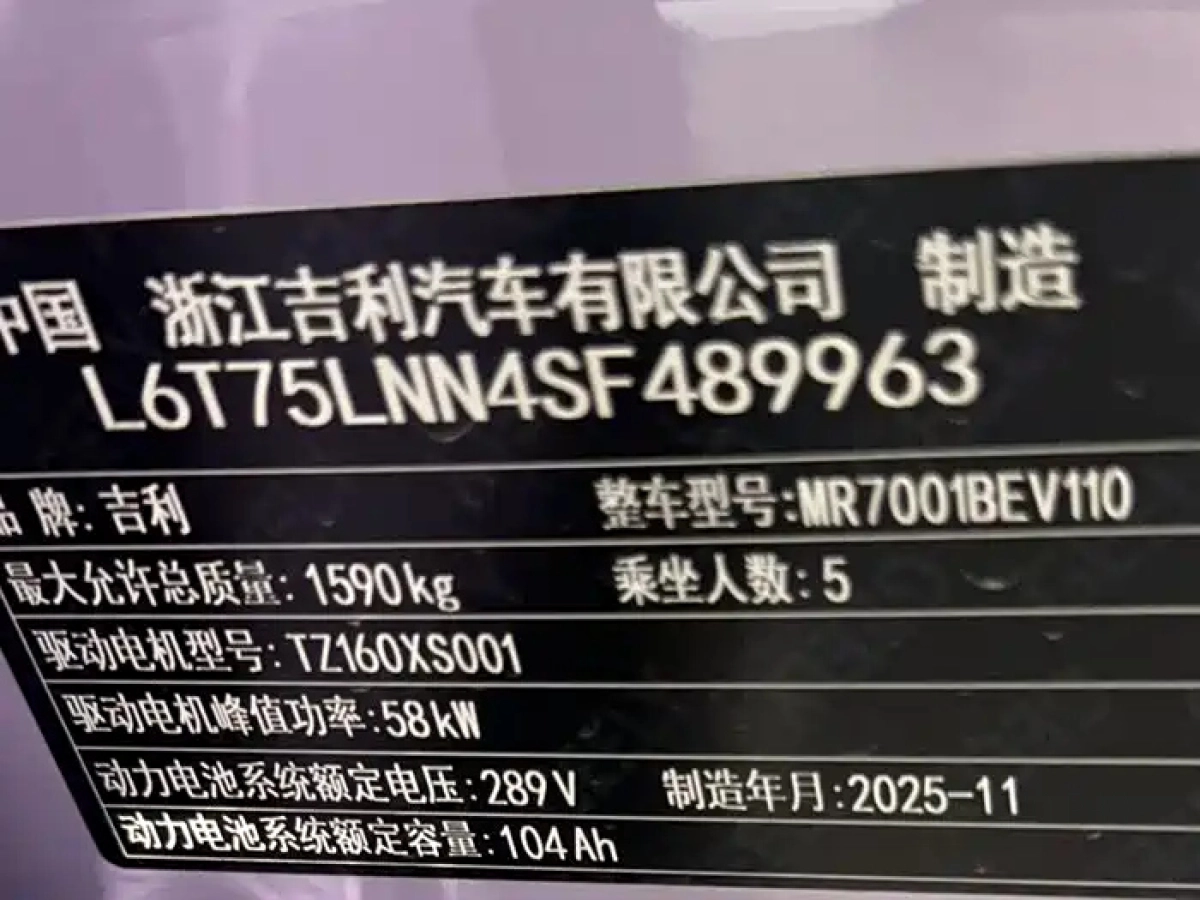 中国 浙江吉利汽车有限公司 制造
L6T75LNN4SF489963
品牌:吉利 整车型号:MR7001BEV110
最大允许总质量:1590kg 乘坐人数:5
驱动电机型号:TZ160XS001
驱动电机峰值功率:58kW
动力电池系统额定电压:289V 制造年月:2025-11
动力电池系统额定容量:104Ah